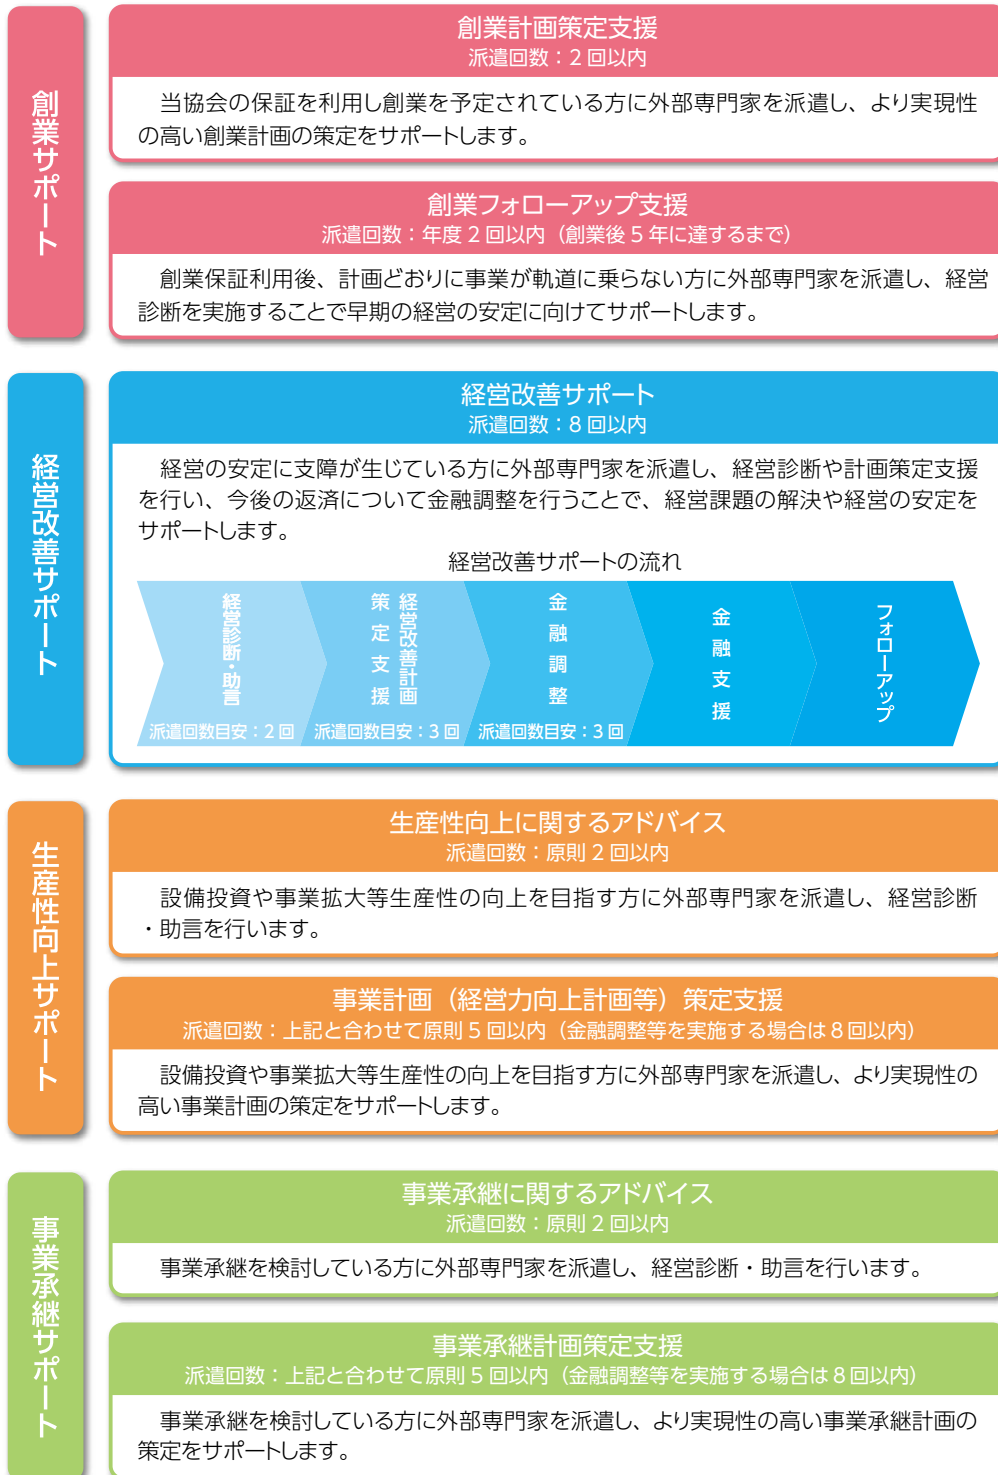 創業サポート
創業計画策定支援
派遣回数：2 回以内
当協会の保証を利用し創業を予定されている方に外部専門家を派遣し、より実現性
の高い創業計画の策定をサポートします。
創業フォローアップ支援
派遣回数：年度 2 回以内（創業後 5 年に達するまで）
創業保証利用後、計画どおりに事業が軌道に乗らない方に外部専門家を派遣し、経営
診断を実施することで早期の経営の安定に向けてサポートします。
経営改善サポート
経営改善サポート
派遣回数：8 回以内
経営の安定に支障が生じている方に外部専門家を派遣し、経営診断や計画策定支援
を行い、今後の返済について金融調整を行うことで、経営課題の解決や経営の安定を
サポートします。
経営改善サポートの流れ
経営診断・助言
派遣回数目安：2 回
経営改善計画
策定支援
派遣回数目安：3 回
金融調整
派遣回数目安：3 回
金融支援
フォローアップ
生産性向上サポート
生産性向上に関するアドバイス
派遣回数：原則 2 回以内
設備投資や事業拡大等生産性の向上を目指す方に外部専門家を派遣し、経営診断
・助言を行います。
事業計画（経営力向上計画等）策定支援
派遣回数：上記と合わせて原則 5 回以内（金融調整等を実施する場合は 8 回以内）
設備投資や事業拡大等生産性の向上を目指す方に外部専門家を派遣し、より実現性の
高い事業計画の策定をサポートします。
事業承継サポート
事業承継に関するアドバイス
派遣回数：原則 2 回以内
事業承継を検討している方に外部専門家を派遣し、経営診断・助言を行います。
事業承継計画策定支援
派遣回数：上記と合わせて原則 5 回以内（金融調整等を実施する場合は 8 回以内）
事業承継を検討している方に外部専門家を派遣し、より実現性の高い事業承継計画の
策定をサポートします。